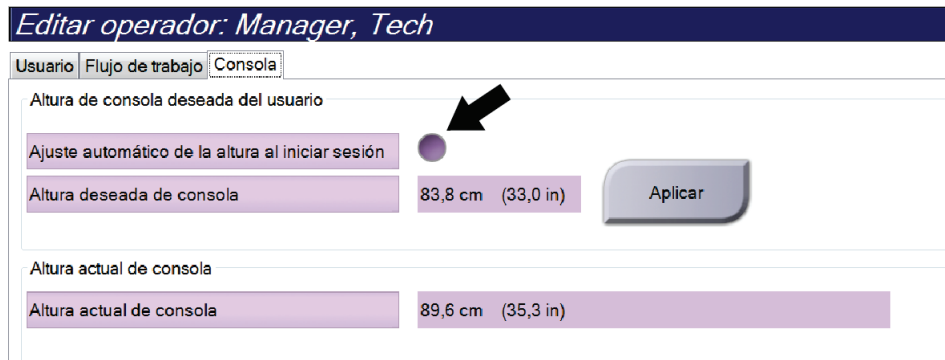 Editar operador: Manager, Tech
Usuario Flujo de trabajo Consola
Altura de consola deseada del usuario
Ajuste automático de la altura al iniciar sesión
Altura deseada de consola 83,8 cm (33,0 in) Aplicar
Altura actual de consola
Altura actual de consola 89,6 cm (35,3 in)